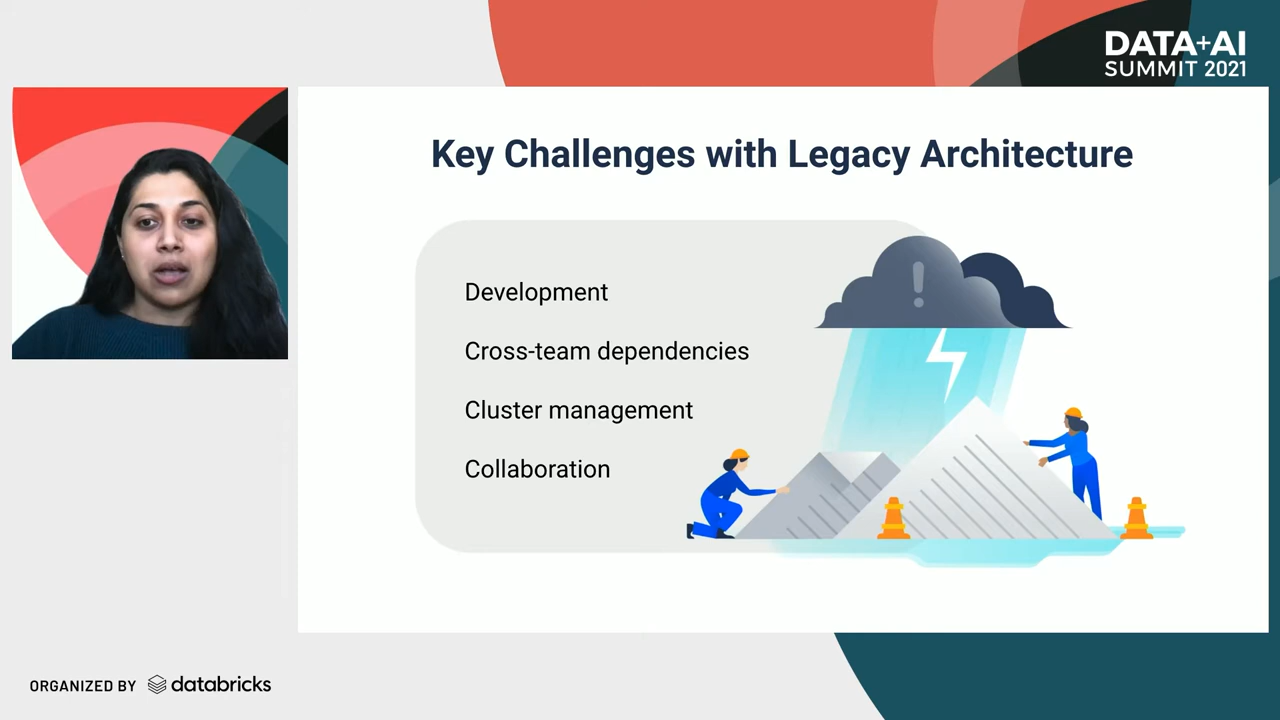 DATA+AI
SUMMIT 2021
Key Challenges with Legacy Architecture
Development
Cross-team dependencies
Cluster management
Collaboration
ORGANIZED BY databricks